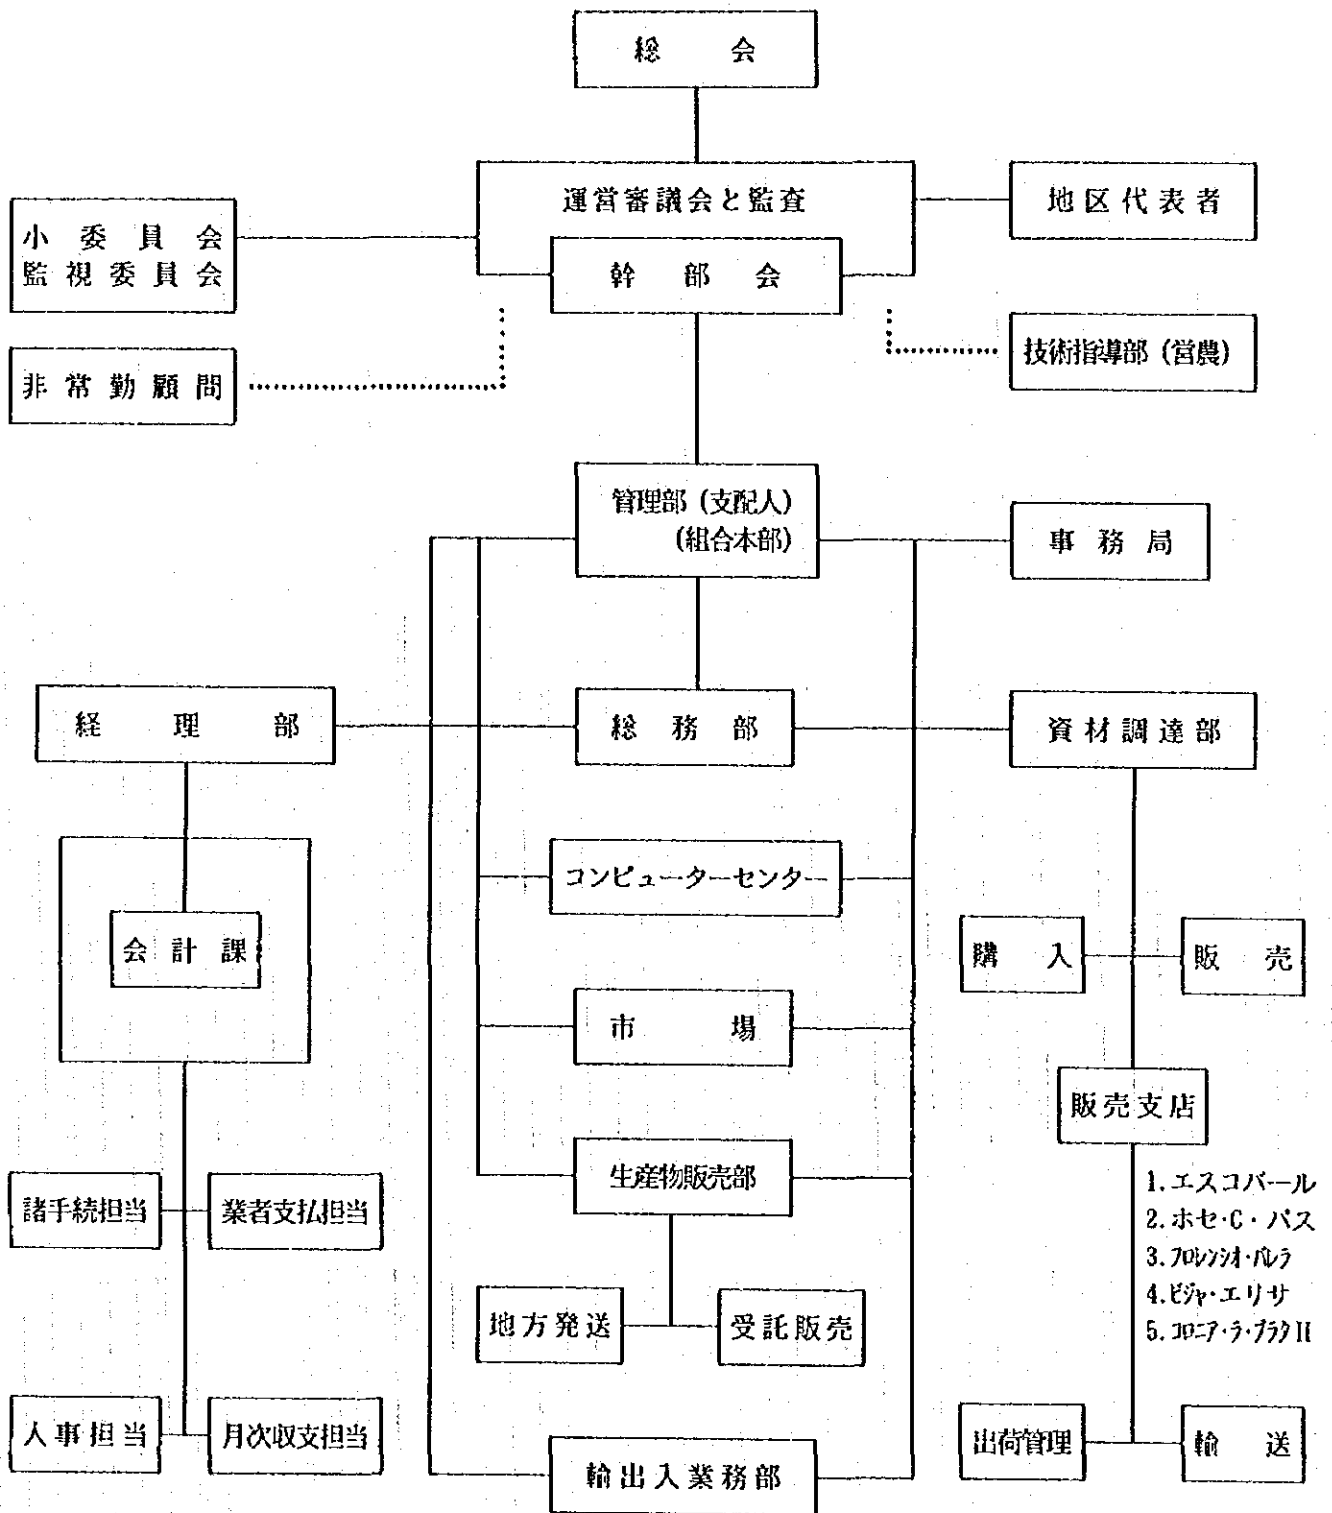 総会
運営審議会と監査
地区代表者
小委員会
監視委員会
幹部会
技術指導部（営農）
非常勤顧問
管理部（支配人）
（組合本部）
事務局
経理部
総務部
資材調達部
コンピューターセンター
会計課
購入
販売
市場
販売支店
生産物販売部
諸手続担当
業者支払担当
1. エスコバール
2. ホセ・C・パス
3. フロレンシオ・バレラ
4. ビジャ・エリサ
5. コロニア・ラ・プラタII
地方発送
受託販売
人事担当
月次収支担当
出荷管理
輸送
輸出入業務部